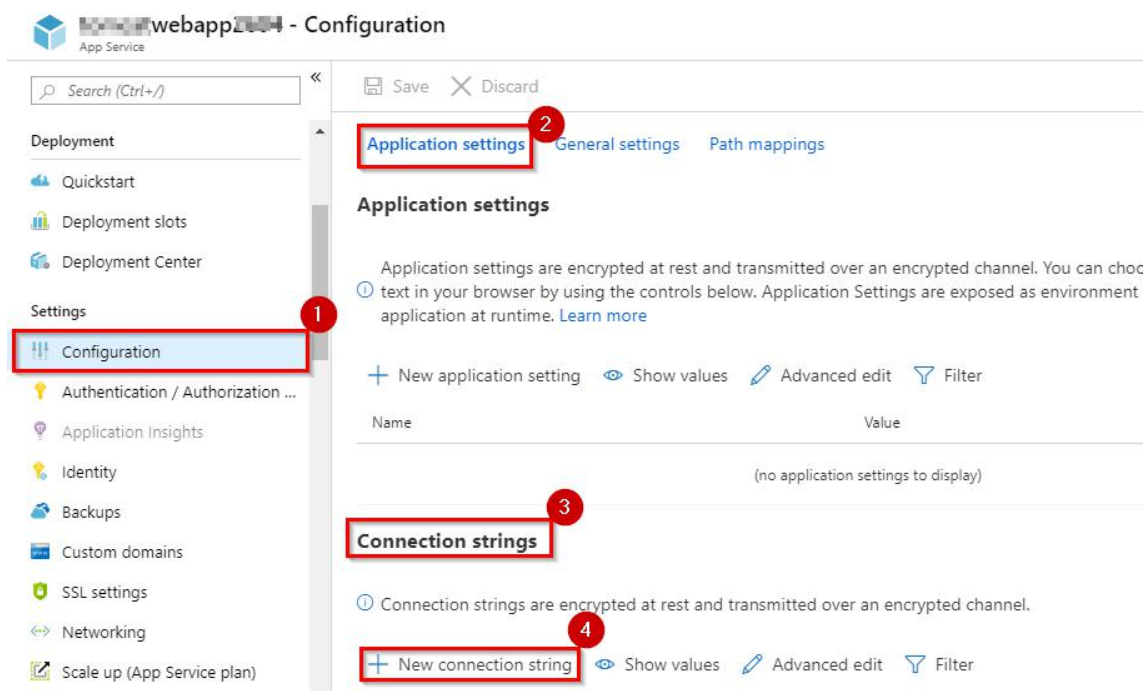 webapp - Configuration
App Service
Search (Ctrl+/)
«
Save Discard
Deployment
Quickstart
Deployment slots
Deployment Center
Settings
1
Configuration
Authentication / Authorization ...
Application Insights
Identity
Backups
Custom domains
SSL settings
Networking
Scale up (App Service plan)
2
Application settings General settings Path mappings
Application settings
Application settings are encrypted at rest and transmitted over an encrypted channel. You can choo
text in your browser by using the controls below. Application Settings are exposed as environment
application at runtime. Learn more
New application setting Show values Advanced edit Filter
Name Value
(no application settings to display)
3
Connection strings
Connection strings are encrypted at rest and transmitted over an encrypted channel.
4
New connection string Show values Advanced edit Filter